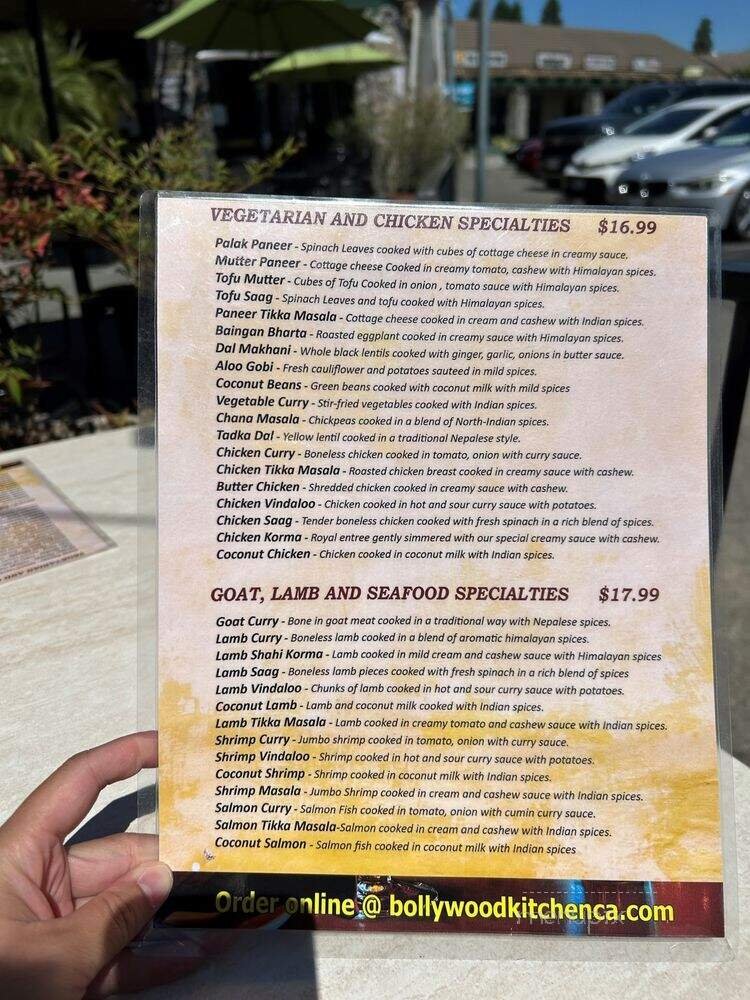 VEGETARIAN AND CHICKEN SPECIALTIES $16.99
Palak Paneer - Spinach Leaves cooked with cubes of cottage cheese in creamy sauce.
Mutter Paneer - Cottage cheese Cooked in creamy tomato, cashew with Himalayan spices.
Tofu Mutter - Cubes of Tofu Cooked in onion , tomato sauce with Himalayan spices.
Tofu Saag - Spinach Leaves and tofu cooked with Himalayan spices.
Paneer Tikka Masala - Cottage cheese cooked in cream and cashew with Indian spices.
Baingan Bharta - Roasted eggplant cooked in creamy sauce with Himalayan spices.
Dal Makhani - Whole black lentils cooked with ginger, garlic, onions in butter sauce.
Aloo Gobi - Fresh cauliflower and potatoes sauteed in mild spices.
Coconut Beans - Green beans cooked with coconut milk with mild spices
Vegetable Curry - Stir-fried vegetables cooked with Indian spices.
Chana Masala - Chickpeas cooked in a blend of North-Indian spices.
Tadka Dal - Yellow lentil cooked in a traditional Nepalese style.
Chicken Curry - Boneless chicken cooked in tomato, onion with curry sauce.
Chicken Tikka Masala - Roasted chicken breast cooked in creamy sauce with cashew.
Butter Chicken - Shredded chicken cooked in creamy sauce with cashew.
Chicken Vindaloo - Chicken cooked in hot and sour curry sauce with potatoes.
Chicken Saag - Tender boneless chicken cooked with fresh spinach in a rich blend of spices.
Chicken Korma - Royal entree gently simmered with our special creamy sauce with cashew.
Coconut Chicken - Chicken cooked in coconut milk with Indian spices.
GOAT, LAMB AND SEAFOOD SPECIALTIES $17.99
Goat Curry - Bone in goat meat cooked in a traditional way with Nepalese spices.
Lamb Curry - Boneless lamb cooked in a blend of aromatic himalayan spices.
Lamb Shahi Korma - Lamb cooked in mild cream and cashew sauce with Himalayan spices
Lamb Saag - Boneless lamb pieces cooked with fresh spinach in a rich blend of spices
Lamb Vindaloo - Chunks of lamb cooked in hot and sour curry sauce with potatoes.
Coconut Lamb - Lamb and coconut milk cooked with Indian spices.
Lamb Tikka Masala - Lamb cooked in creamy tomato and cashew sauce with Indian spices.
Shrimp Curry - Jumbo shrimp cooked in tomato, onion with curry sauce.
Shrimp Vindaloo - Shrimp cooked in hot and sour curry sauce with potatoes.
Coconut Shrimp - Shrimp cooked in coconut milk with Indian spices.
Shrimp Masala - Jumbo Shrimp cooked in cream and cashew sauce with Indian spices.
Salmon Curry - Salmon Fish cooked in tomato, onion with cumin curry sauce.
Salmon Tikka Masala-Salmon cooked in cream and cashew with Indian spices.
Coconut Salmon - Salmon fish cooked in coconut milk with Indian spices
Order online @ bollywoodkitchenca.com
menupix